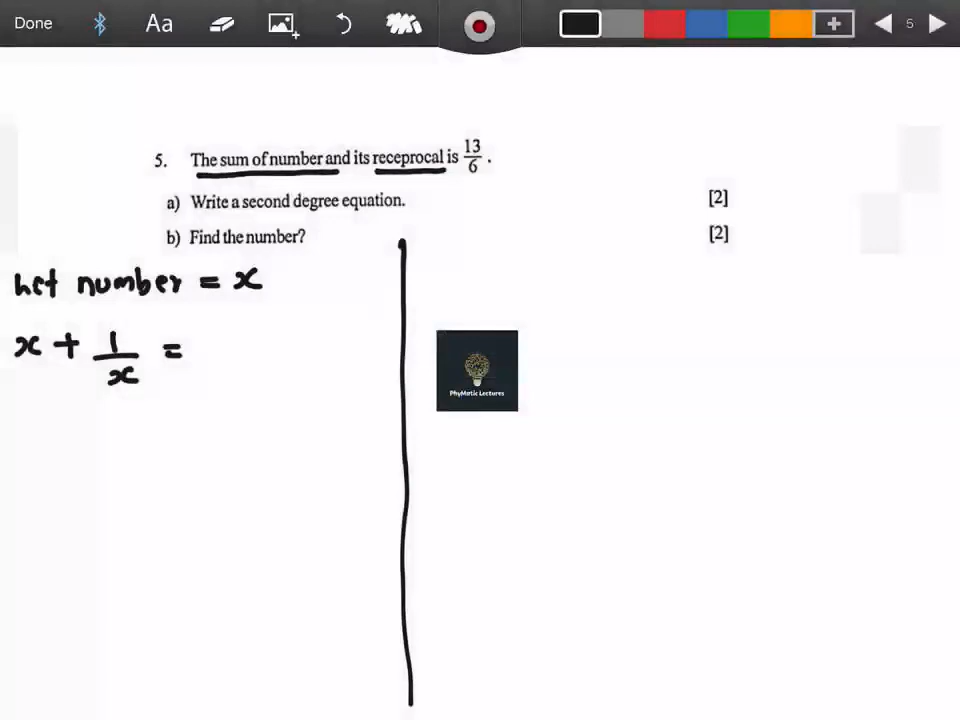 Done Aa 5
5. The sum of number and its receprocal is 13/6 .
a) Write a second degree equation. [2]
b) Find the number? [2]
Let number = x
x + 1/x =
PhyMatic Lectures